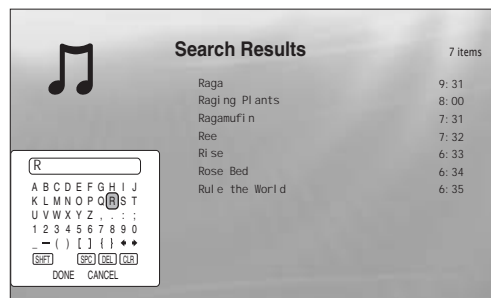 Search Results 7 items
Raga 9: 31
Raging Plants 8: 00
Ragamufin 7: 31
Ree 7: 32
Rise 6: 33
Rose Bed 6: 34
Rule the World 6: 35
R
A B C D E F G H I J
K L M N O P Q R S T
U V W X Y Z , . : ;
1 2 3 4 5 6 7 8 9 0
_ – ( ) [ ] { } ◆ ◆
SHFT SPC DEL CLR
DONE CANCEL